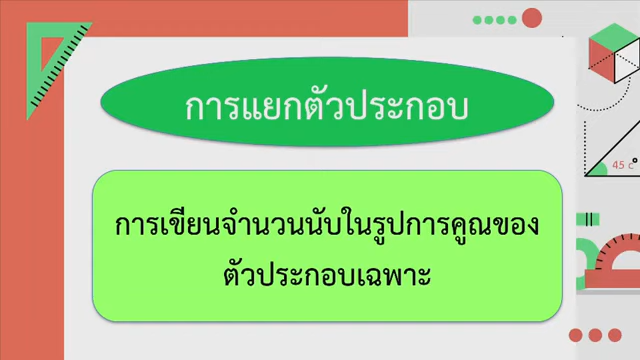 การแยกตัวประกอบ
45 c
การเขียนจำนวนนับในรูปการคูณของ
ตัวประกอบเฉพาะ